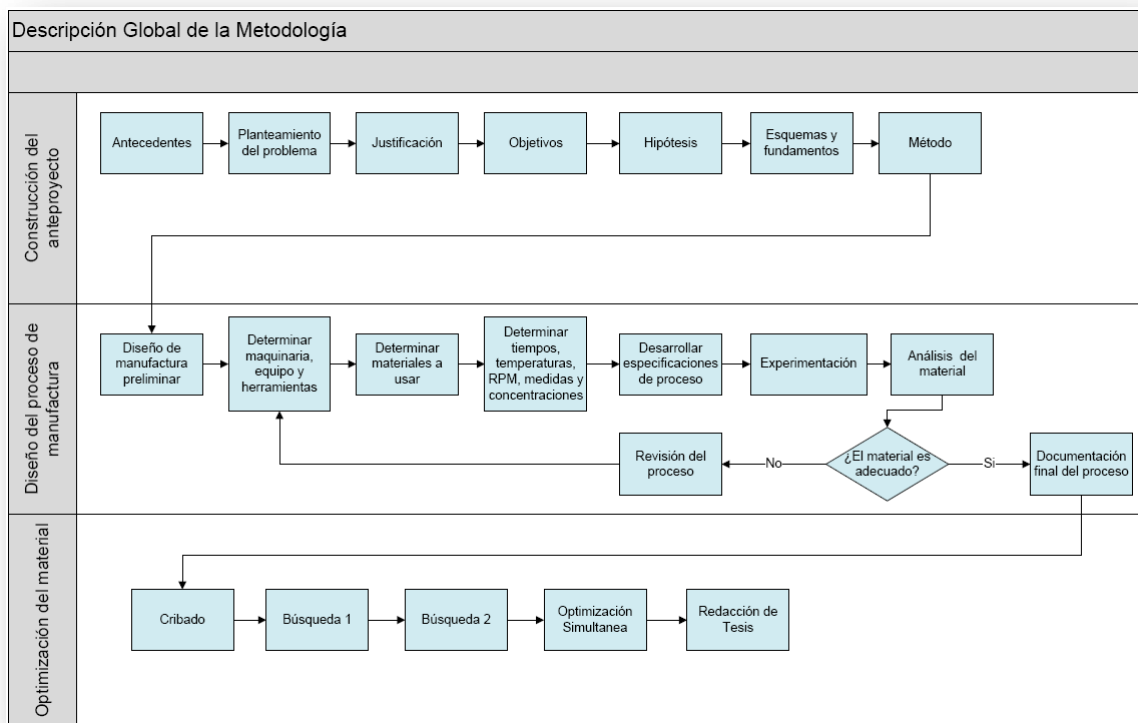 Descripción Global de la Metodología
Construcción del
anteproyecto
Antecedentes
Planteamiento
del problema
Justificación
Objetivos
Hipótesis
Esquemas y
fundamentos
Método
Diseño del proceso de
manufactura
Diseño de
manufactura
preliminar
Determinar
maquinaria,
equipo y
herramientas
Determinar
materiales a
usar
Determinar
tiempos,
temperaturas,
RPM, medidas y
concentraciones
Desarrollar
especificaciones
de proceso
Experimentación
Análisis del
material
Revisión del
proceso
No
¿El material es
adecuado?
Si
Documentación
final del proceso
Optimización del material
Cribado
Búsqueda 1
Búsqueda 2
Optimización
Simultanea
Redacción de
Tesis